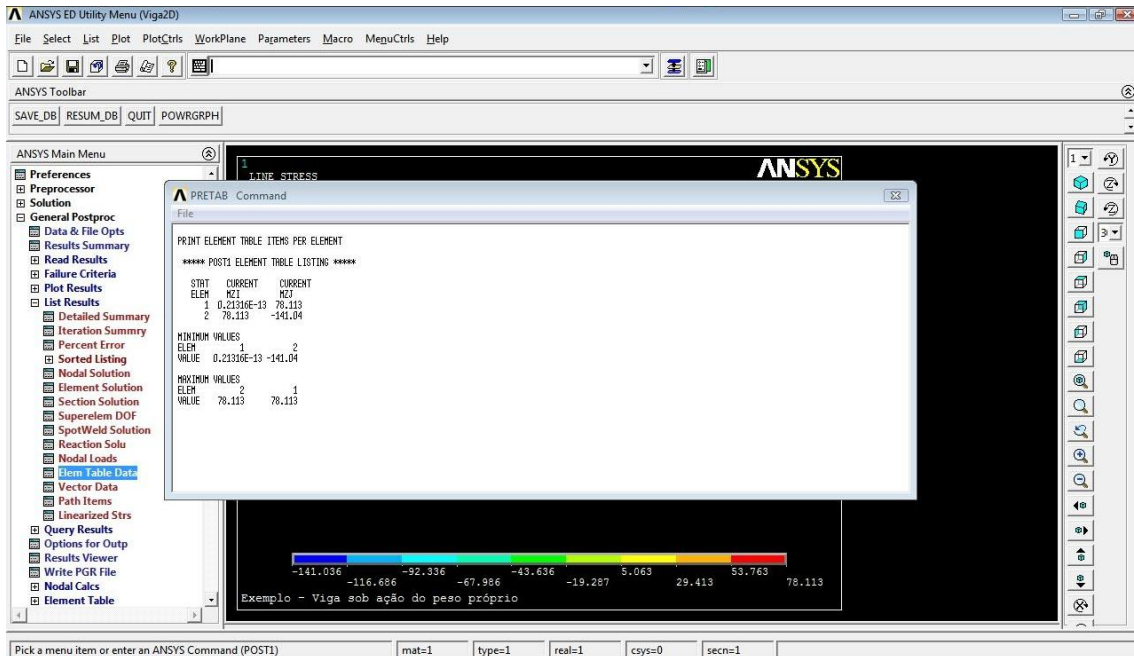 ANSYS ED Utility Menu (Viga2D)
File Select List Plot PlotCtrls WorkPlane Parameters Macro MenuCtrls Help
ANSYS Toolbar
SAVE_DB RESUM_DB QUIT POWRGRPH
ANSYS Main Menu
Preferences
Preprocessor
Solution
General Postproc
Data & File Opts
Results Summary
Read Results
Failure Criteria
Plot Results
List Results
Detailed Summary
Iteration Summry
Percent Error
Sorted Listing
Nodal Solution
Element Solution
Section Solution
Superelem DOF
SpotWeld Solution
Reaction Solu
Nodal Loads
Elem Table Data
Vector Data
Path Items
Linearized Strs
Query Results
Options for Outp
Results Viewer
Write PGR File
Nodal Calcs
Element Table
1
LINE STRESS
ANSYS
PRETAB Command
File
PRINT ELEMENT TABLE ITEMS PER ELEMENT
***** POST1 ELEMENT TABLE LISTING *****
STAT CURRENT CURRENT
ELEM MZI MZJ
1 0.21316E-13 78.113
2 78.113 -141.04
MINIMUM VALUES
ELEM 1 2
VALUE 0.21316E-13 -141.04
MAXIMUM VALUES
ELEM 2 1
VALUE 78.113 78.113
-141.036 -92.336 -43.636 5.063 53.763
-116.686 -67.986 -19.287 29.413 78.113
Exemplo - Viga sob ação do peso próprio
1
Pick a menu item or enter an ANSYS Command (POST1) mat=1 type=1 real=1 csys=0 secn=1